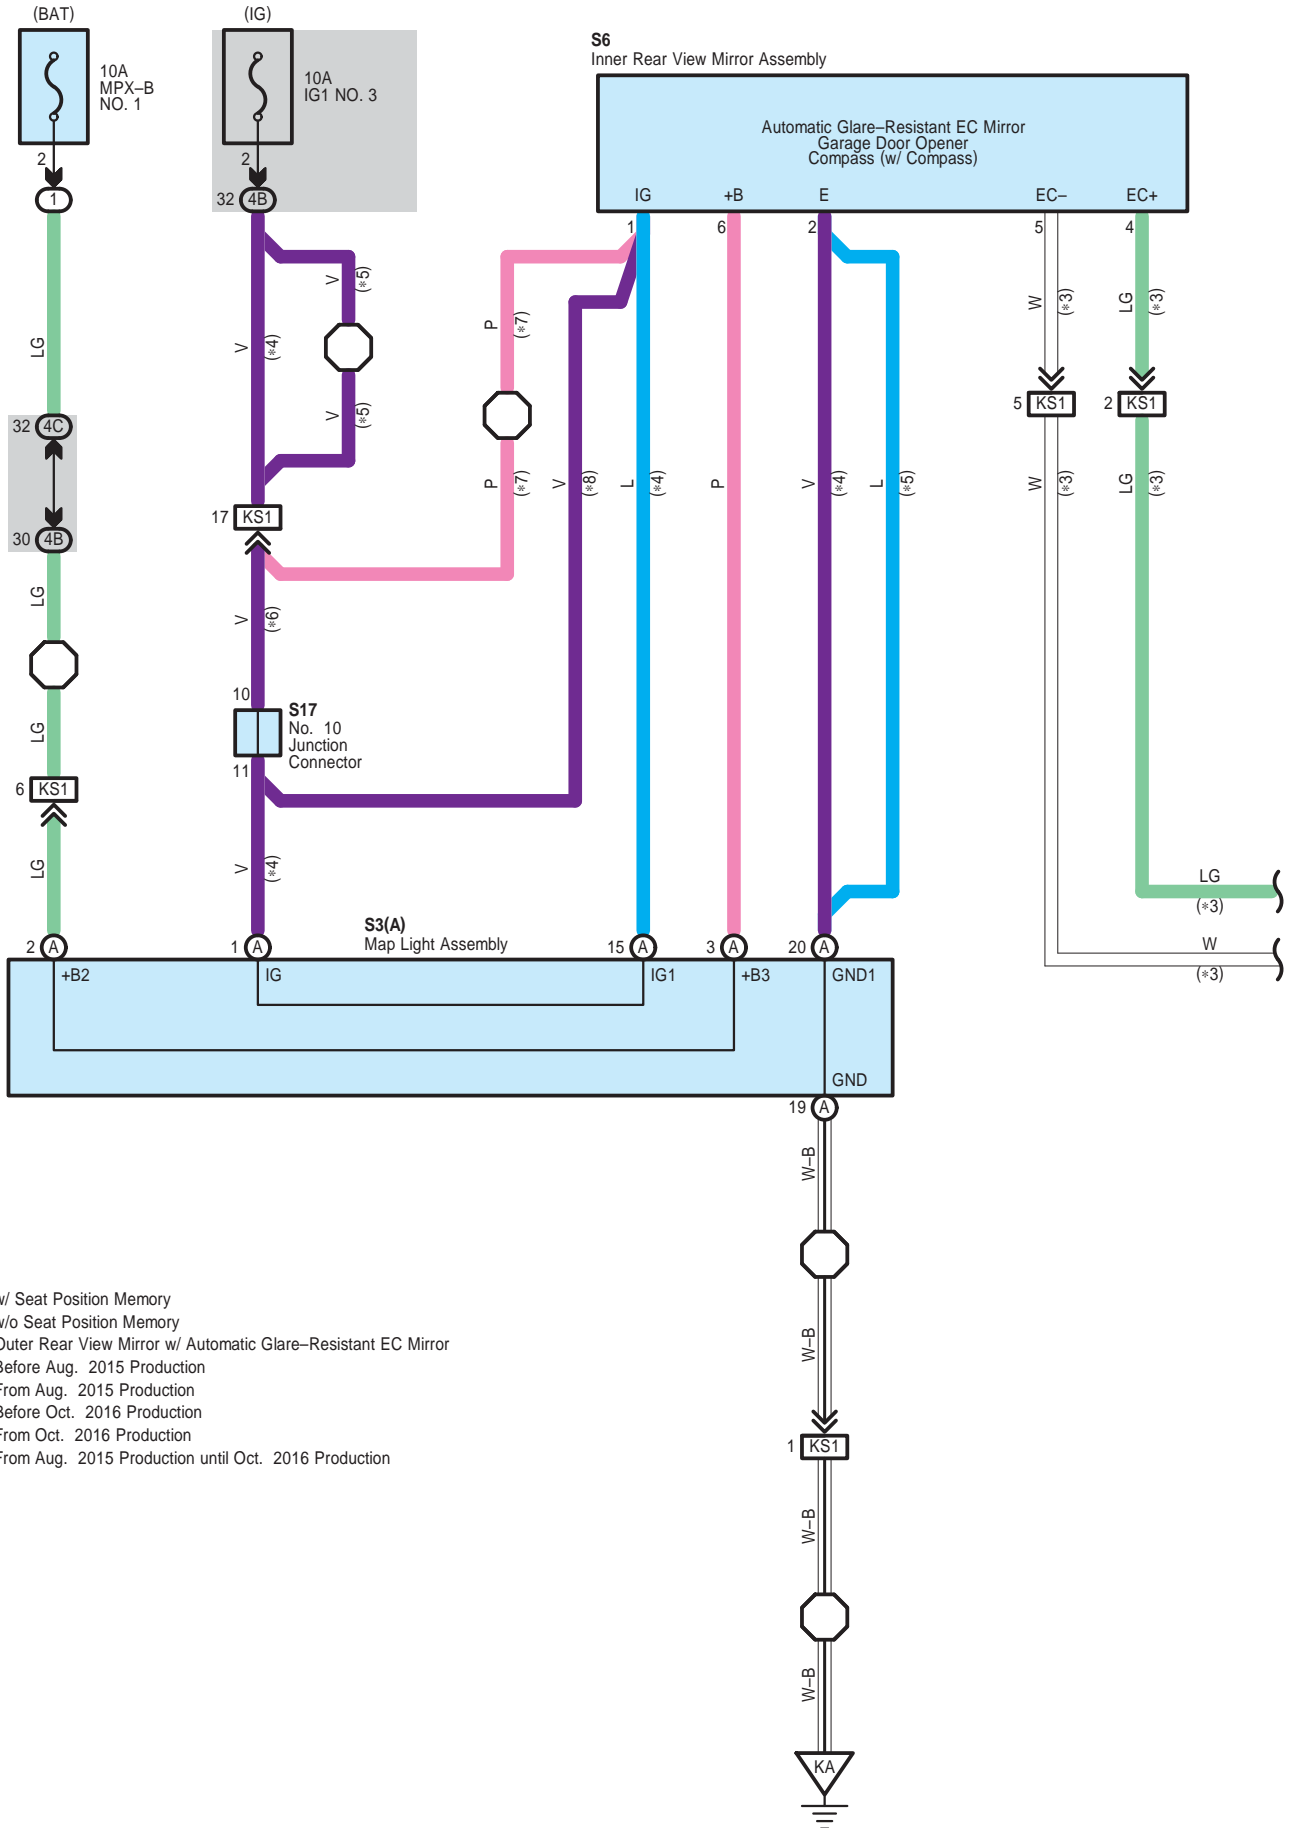 (BAT)
(IG)
10A
MPX–B
NO. 1
10A
IG1 NO. 3
S6
Inner Rear View Mirror Assembly
Automatic Glare–Resistant EC Mirror
Garage Door Opener
Compass (w/ Compass)
IG
+B
E
EC–
EC+
2
2
1
32
4B
1
6
2
5
4
V
(*5)
W
(*3)
LG
(*3)
P
(*7)
LG
V
(*4)
5
KS1
2
KS1
V
(*5)
32
4C
P
(*7)
V
(*8)
L
(*4)
P
V
(*4)
L
(*5)
W
(*3)
LG
(*3)
17
KS1
30
4B
LG
V
(*6)
10
S17
No. 10
Junction
Connector
11
LG
6
KS1
LG
V
(*4)
LG
(*3)
S3(A)
Map Light Assembly
2
A
1
A
15
A
3
A
20
A
W
(*3)
+B2
IG
IG1
+B3
GND1
GND
19
A
W–B
w/ Seat Position Memory
w/o Seat Position Memory
Outer Rear View Mirror w/ Automatic Glare–Resistant EC Mirror
Before Aug. 2015 Production
From Aug. 2015 Production
Before Oct. 2016 Production
From Oct. 2016 Production
From Aug. 2015 Production until Oct. 2016 Production
W–B
1
KS1
W–B
W–B
KA